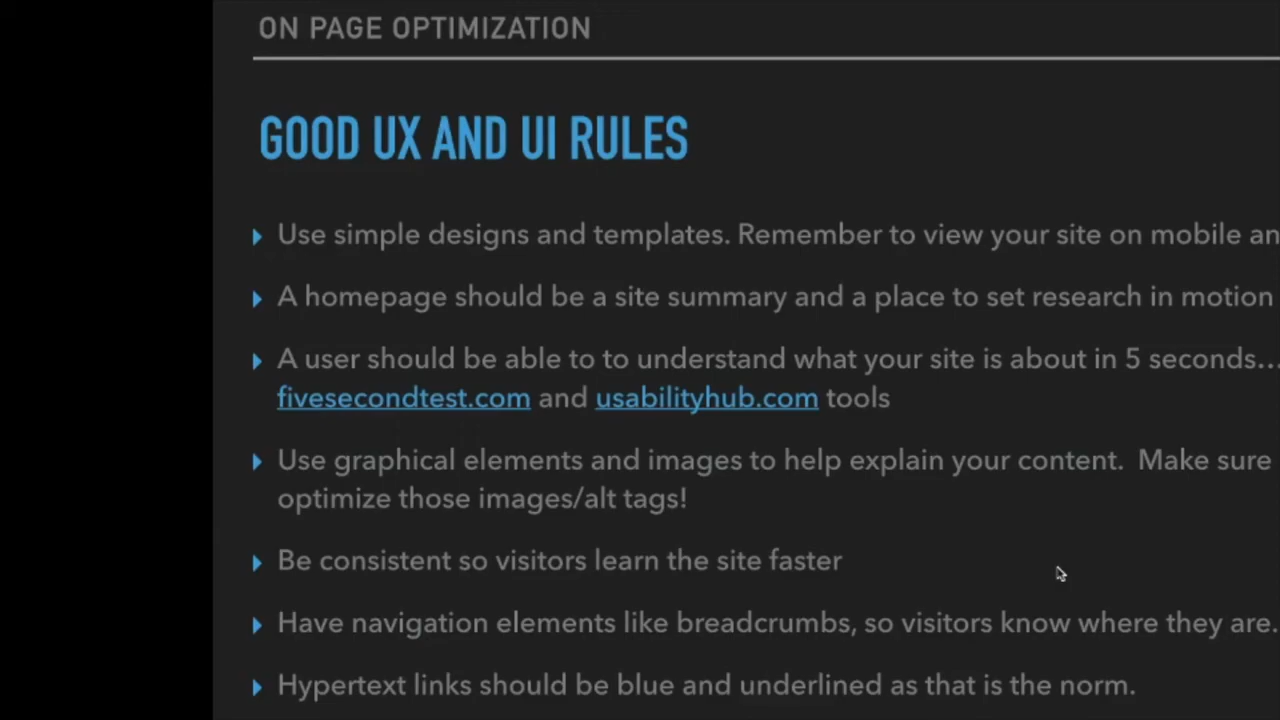 ON PAGE OPTIMIZATION
GOOD UX AND UI RULES
Use simple designs and templates. Remember to view your site on mobile an
A homepage should be a site summary and a place to set research in motion
A user should be able to to understand what your site is about in 5 seconds…
fivesecondtest.com and usabilityhub.com tools
Use graphical elements and images to help explain your content. Make sure
optimize those images/alt tags!
Be consistent so visitors learn the site faster
Have navigation elements like breadcrumbs, so visitors know where they are.
Hypertext links should be blue and underlined as that is the norm.